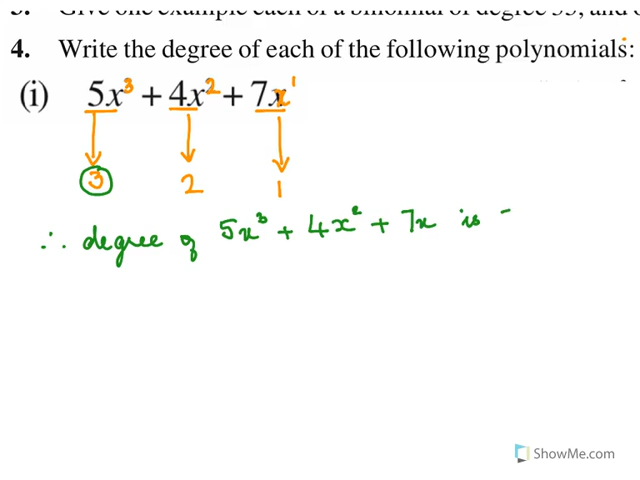 4. Write the degree of each of the following polynomials:
(i) 5x³ + 4x² + 7x¹
3 2 1
∴ degree of 5x³ + 4x² + 7x is
ShowMe.com